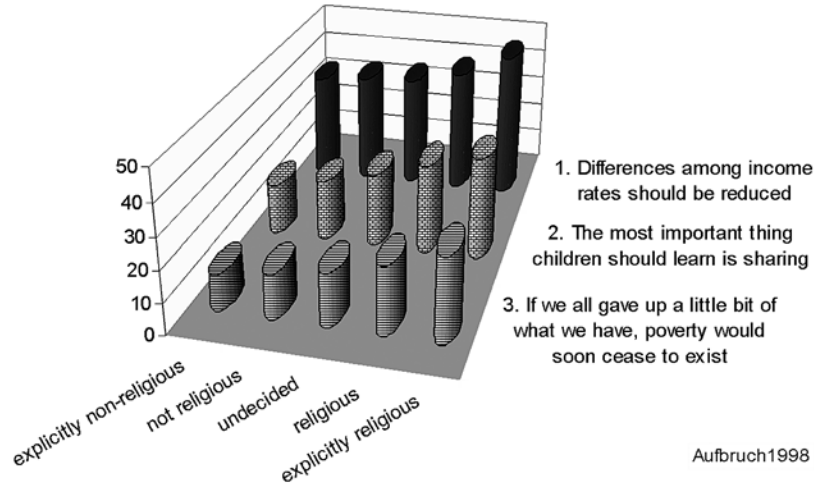 50
40
30
20
10
0
1. Differences among income
rates should be reduced
2. The most important thing
children should learn is sharing
3. If we all gave up a little bit of
what we have, poverty would
soon cease to exist
explicitly non-religious
not religious
undecided
religious
explicitly religious
Aufbruch1998